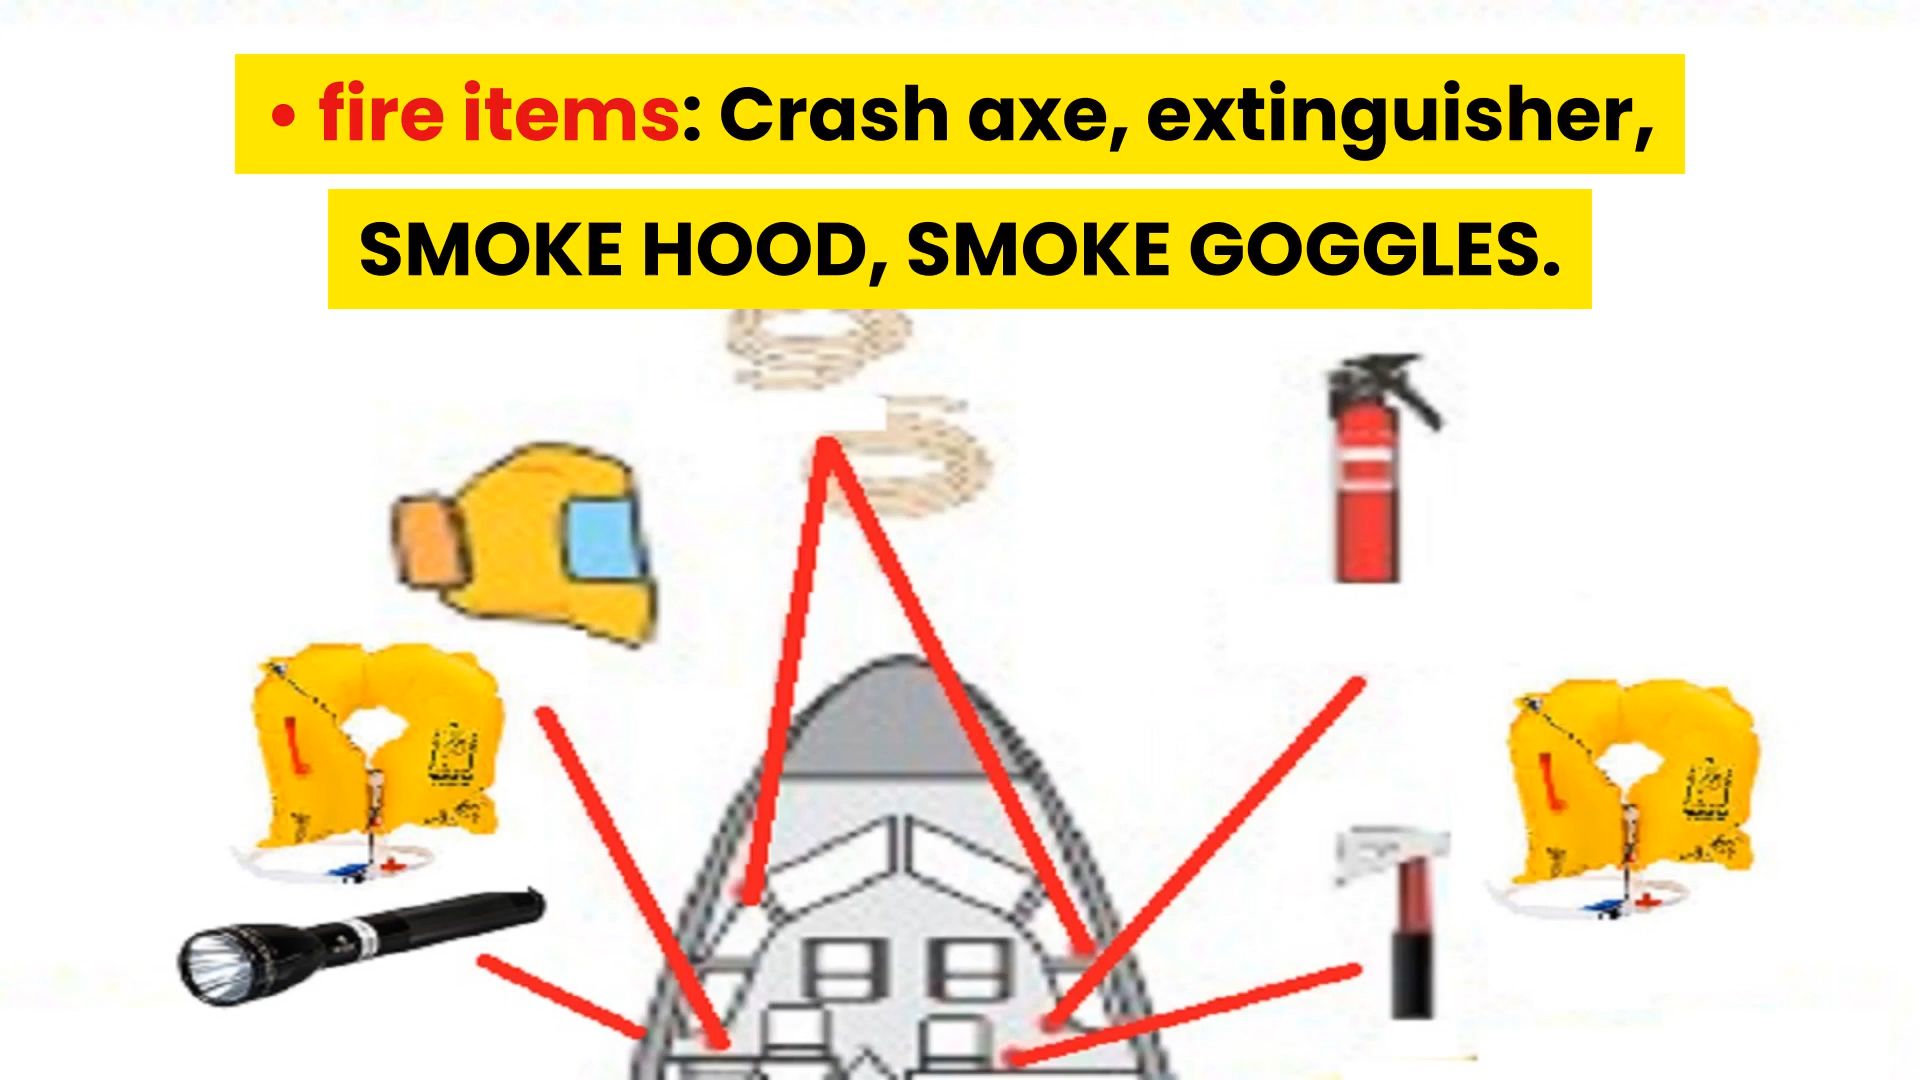 • fire items: Crash axe, extinguisher,
SMOKE HOOD, SMOKE GOGGLES.